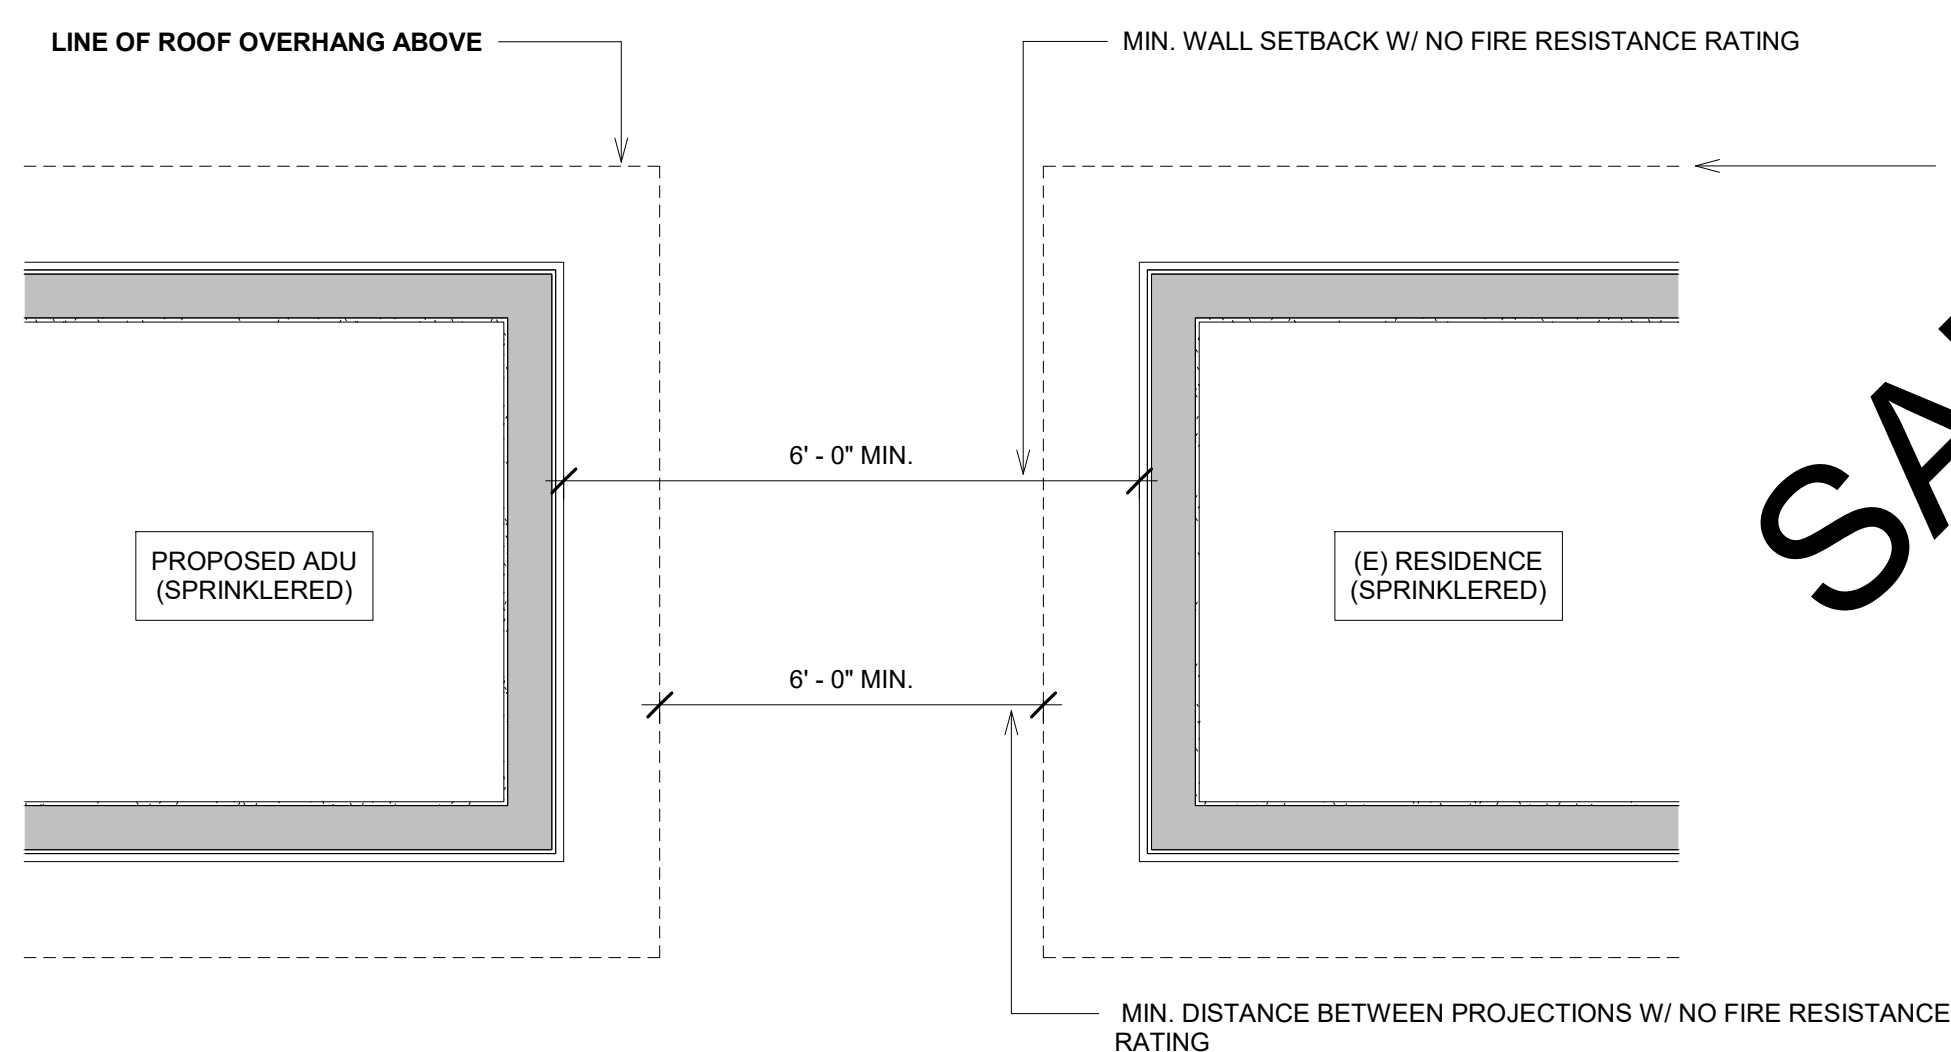 LINE OF ROOF OVERHANG ABOVE
MIN. WALL SETBACK W/ NO FIRE RESISTANCE RATING
6' - 0" MIN.
PROPOSED ADU
(SPRINKLERED)
(E) RESIDENCE
(SPRINKLERED)
6' - 0" MIN.
MIN. DISTANCE BETWEEN PROJECTIONS W/ NO FIRE RESISTANCE
RATING